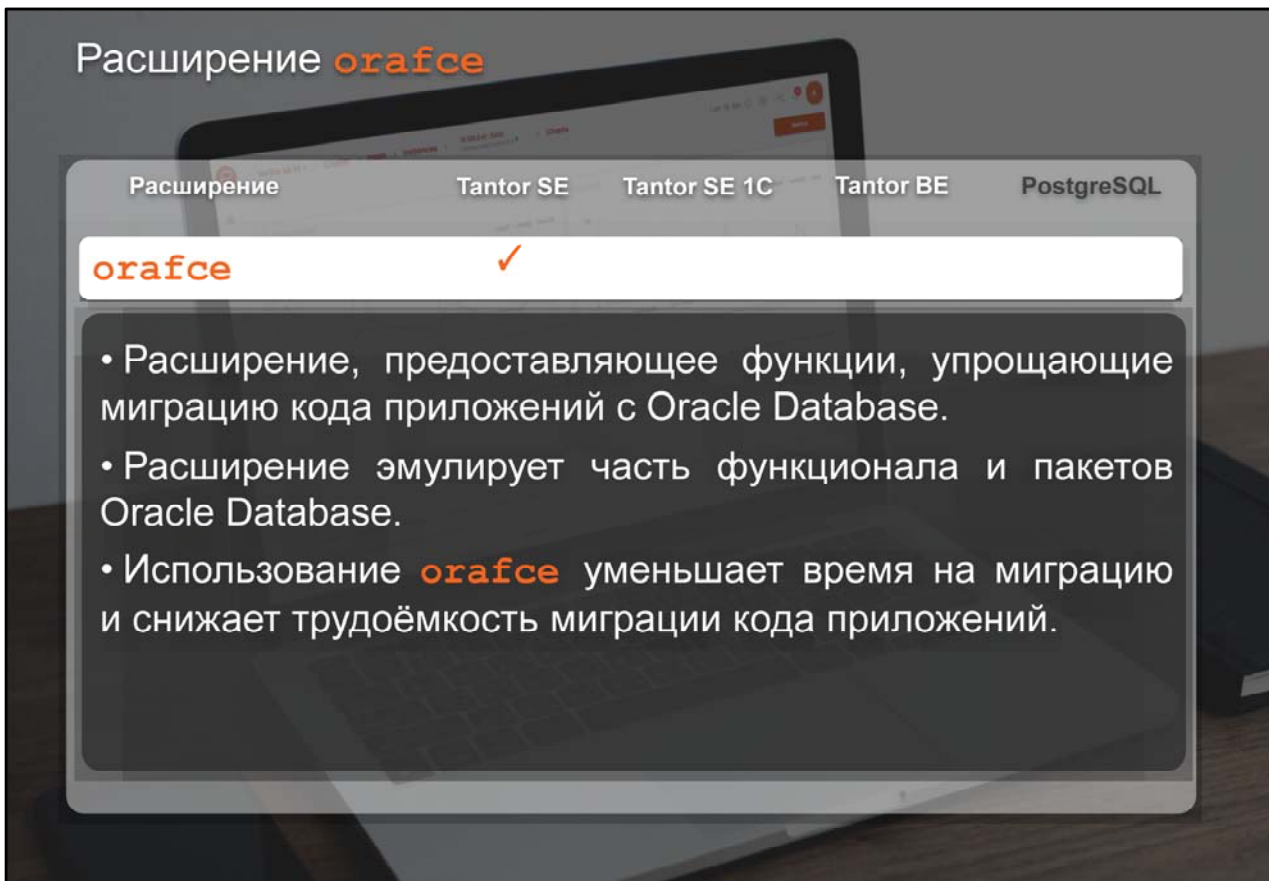 Расширение orafce
Расширение Tantor SE Tantor SE 1C Tantor BE PostgreSQL
orafce ✓
• Расширение, предоставляющее функции, упрощающие
миграцию кода приложений с Oracle Database.
• Расширение эмулирует часть функционала и пакетов
Oracle Database.
• Использование orafce уменьшает время на миграцию
и снижает трудоёмкость миграции кода приложений.